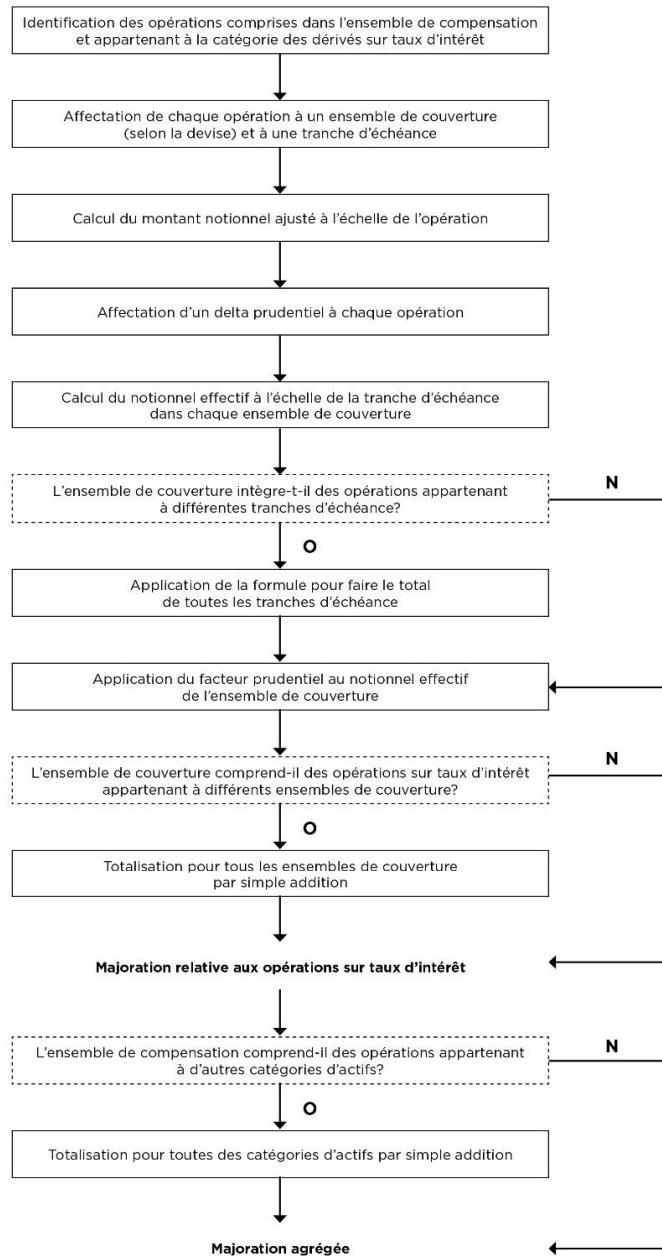 Identification des opérations comprises dans l'ensemble de compensation
et appartenant à la catégorie des dérivés sur taux d'intérêt
Affectation de chaque opération à un ensemble de couverture
(selon la devise) et à une tranche d'échéance
Calcul du montant notionnel ajusté à l'échelle de l'opération
Affectation d'un delta prudentiel à chaque opération
Calcul du notionnel effectif à l'échelle de la tranche d'échéance
dans chaque ensemble de couverture
L'ensemble de couverture intègre-t-il des opérations appartenant
à différentes tranches d'échéance?
N
O
Application de la formule pour faire le total
de toutes les tranches d'échéance
Application du facteur prudentiel au notionnel effectif
de l'ensemble de couverture
L'ensemble de couverture comprend-il des opérations sur taux d'intérêt
appartenant à différents ensembles de couverture?
N
O
Totalisation pour tous les ensembles de couverture
par simple addition
Majoration relative aux opérations sur taux d'intérêt
L'ensemble de compensation comprend-il des opérations appartenant
à d'autres catégories d'actifs?
N
O
Totalisation pour toutes des catégories d'actifs par simple addition
Majoration agrégée